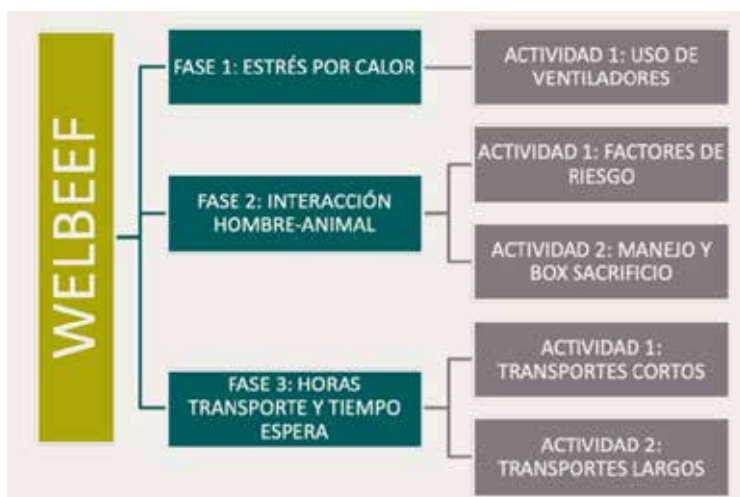 WELBEEF
FASE 1: ESTRÉS POR CALOR
ACTIVIDAD 1: USO DE
VENTILADORES
FASE 2: INTERACCIÓN
HOMBRE-ANIMAL
ACTIVIDAD 1: FACTORES DE
RIESGO
ACTIVIDAD 2: MANEJO Y
BOX SACRIFICIO
FASE 3: HORAS
TRANSPORTE Y TIEMPO
ESPERA
ACTIVIDAD 1:
TRANSPORTES CORTOS
ACTIVIDAD 2:
TRANSPORTES LARGOS